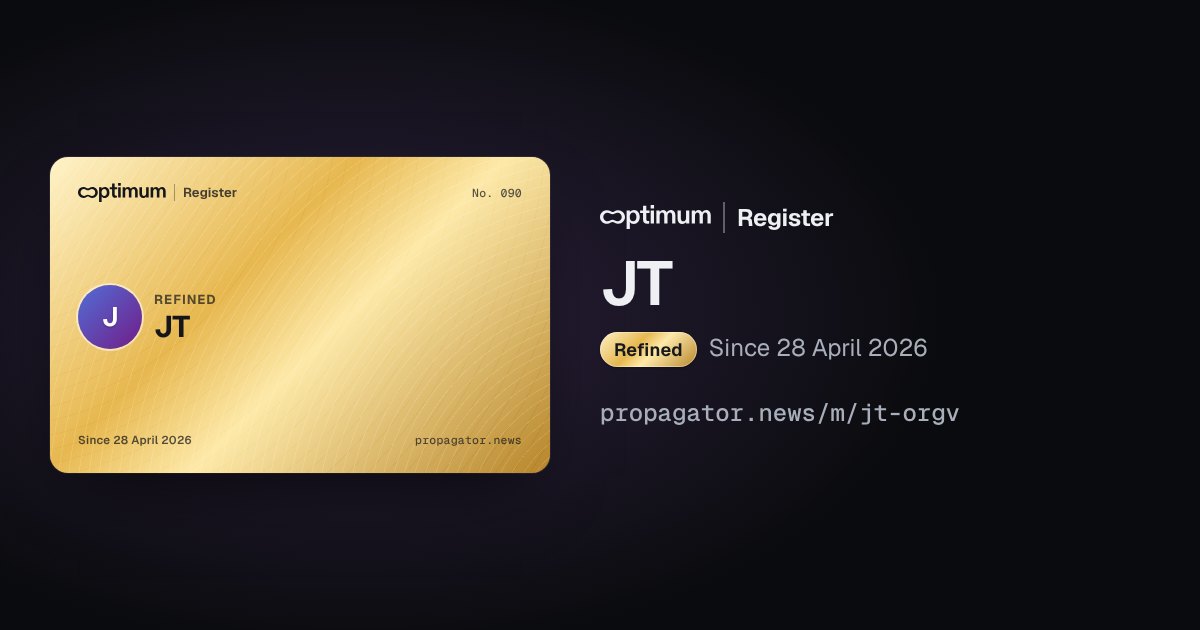 optimum | Register
No. 090
J
REFINED
JT
Since 28 April 2026
propagator.news
optimum | Register
JT
Refined
Since 28 April 2026
propagator.news/m/jt-orgv